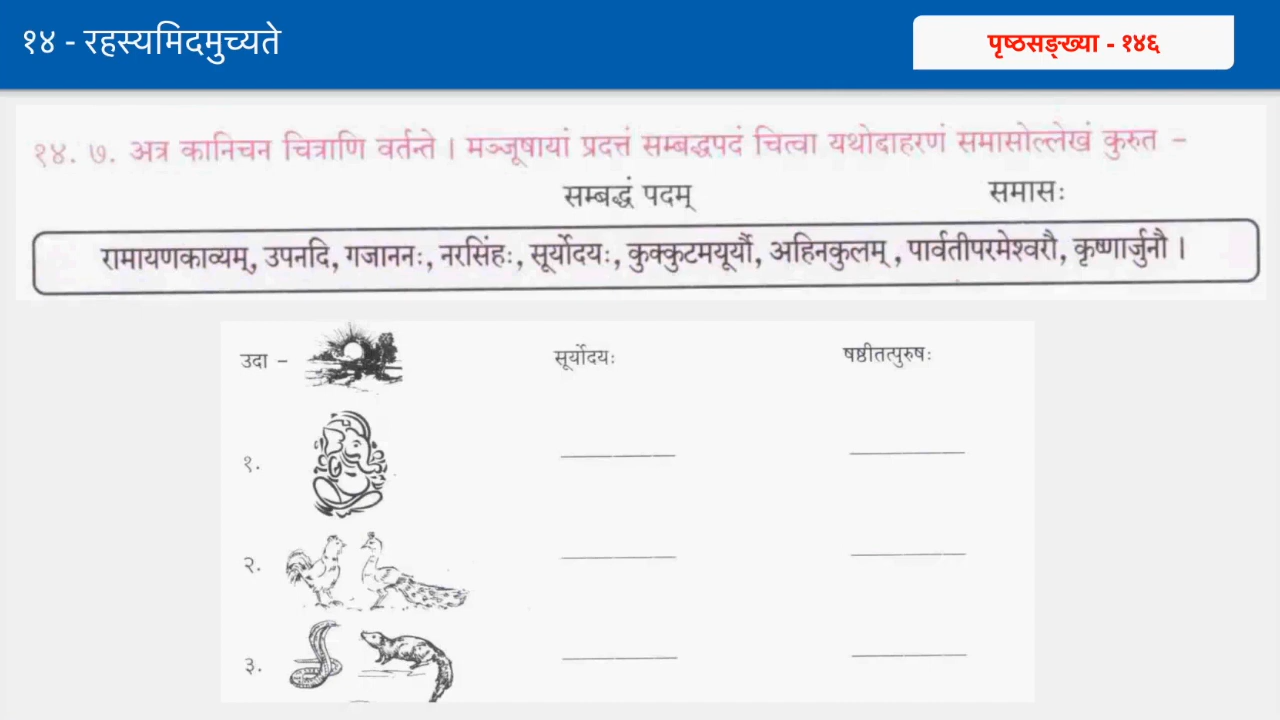 १४ - रहस्यमिदमुच्यते
पृष्ठसङ्ख्या - १४६
१४. ७. अत्र कानिचन चित्राणि वर्तन्ते । मञ्जूषायां प्रदत्तं सम्बद्धपदं चित्वा यथोदाहरणं समासोल्लेखं कुरुत -
सम्बद्धं पदम् समासः
रामायणकाव्यम्, उपनदि, गजाननः, नरसिंहः, सूर्योदयः, कुक्कुटमयूर्यौ, अहिनकुलम् , पार्वतीपरमेश्वरौ, कृष्णार्जुनौ ।
उदा - सूर्योदयः षष्ठीतत्पुरुषः
१.
२.
३.